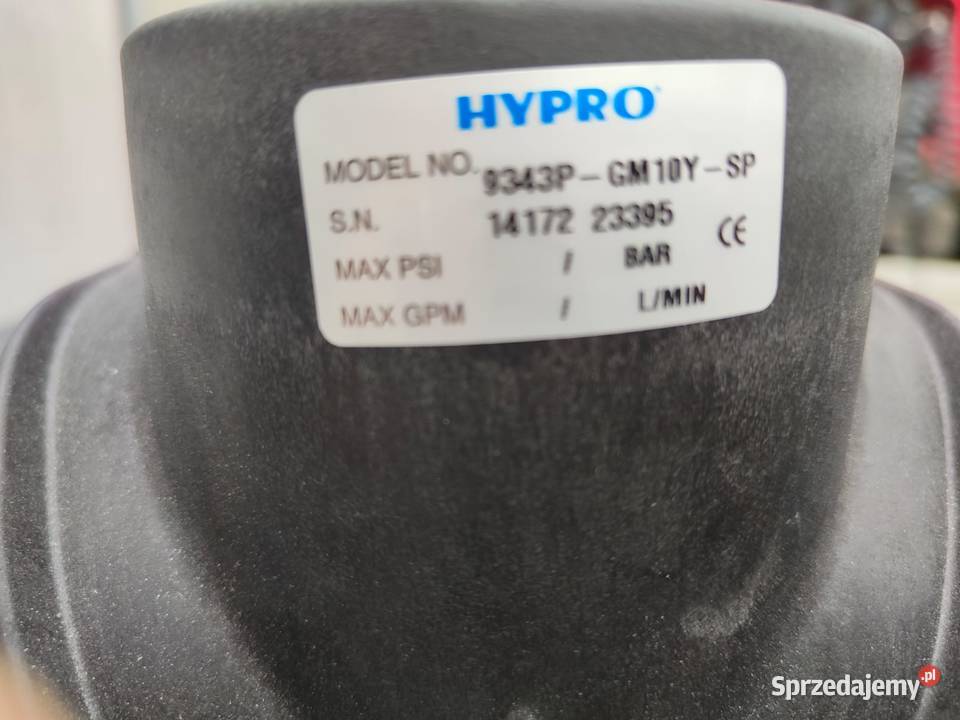 HYPRO
MODEL NO. 9343P-GM10Y-SP
S.N. 14172 23395
CE
MAX PSI / BAR
MAX GPM / L/MIN
Sprzedajemy.pl